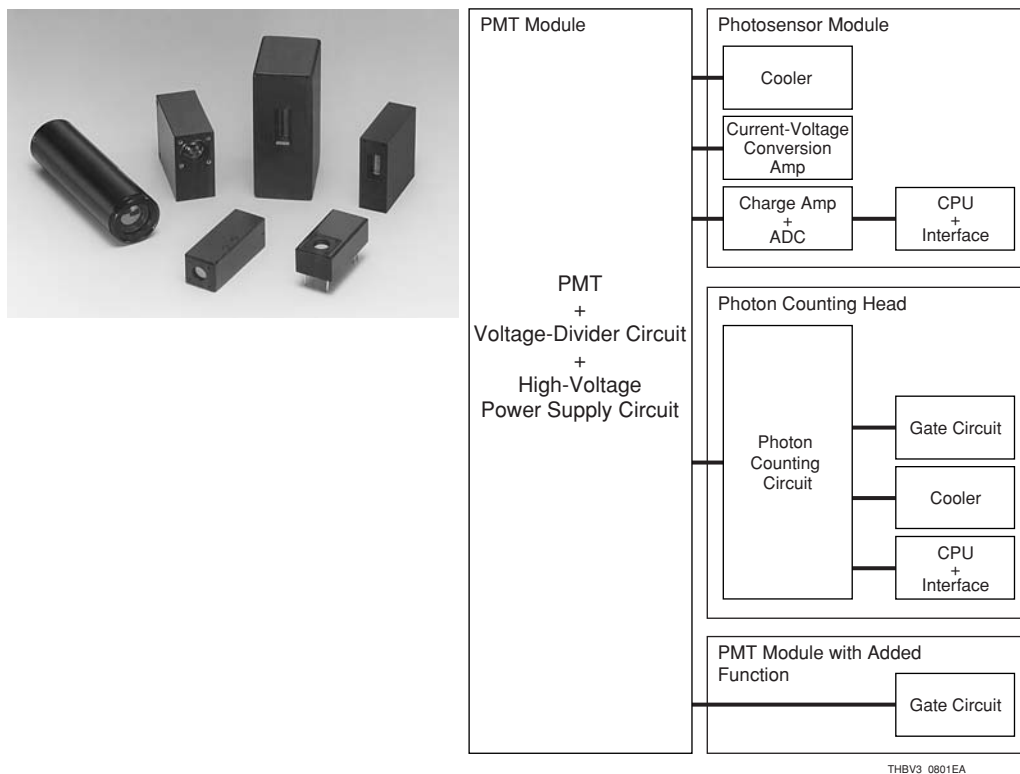 PMT Module
PMT
+
Voltage-Divider Circuit
+
High-Voltage
Power Supply Circuit
Photosensor Module
Cooler
Current-Voltage
Conversion
Amp
Charge Amp
+
ADC
CPU
+
Interface
Photon Counting Head
Photon
Counting
Circuit
Gate Circuit
Cooler
CPU
+
Interface
PMT Module with Added
Function
Gate Circuit
THBV3_0801EA